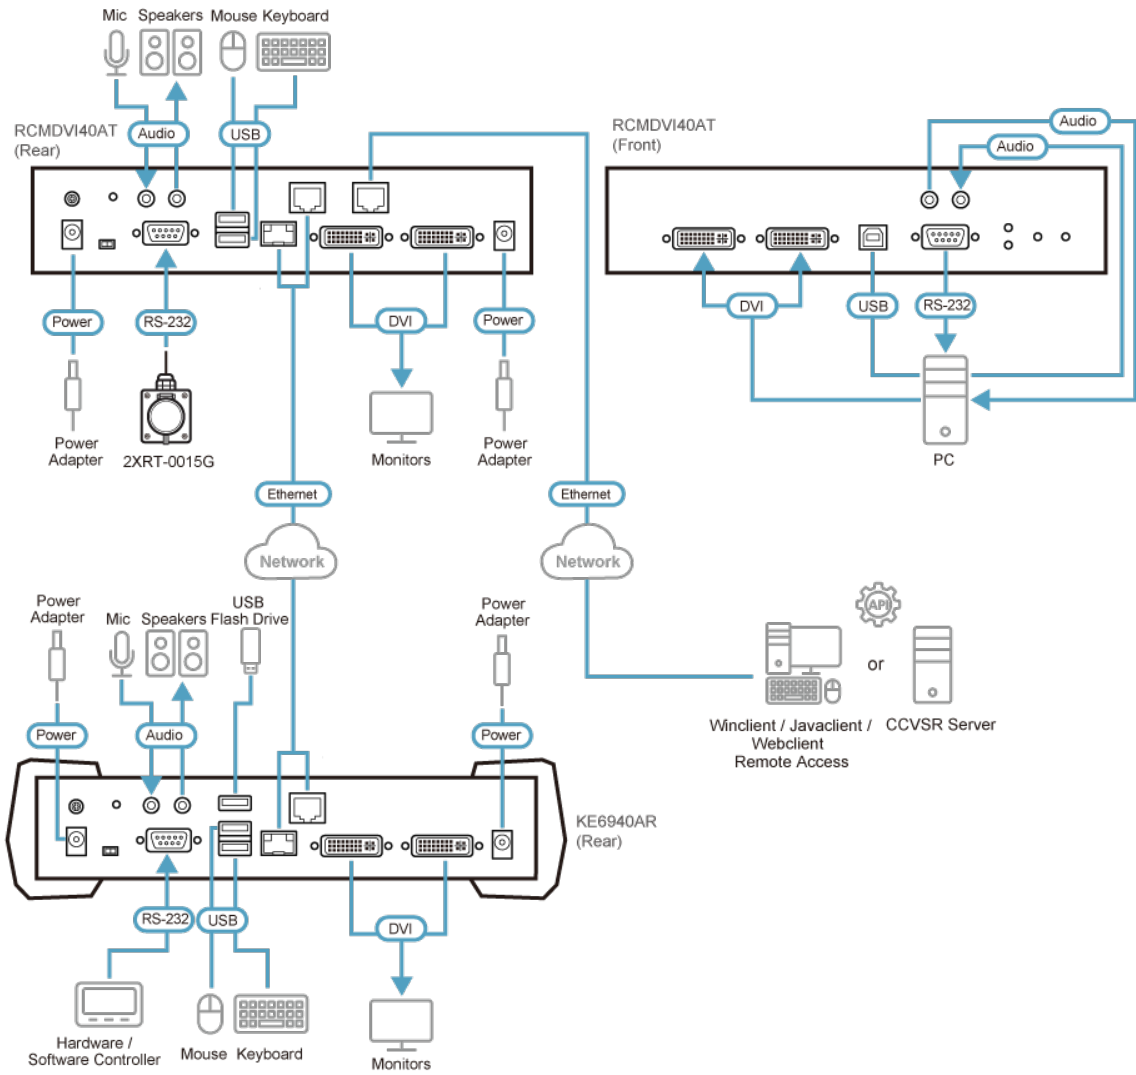 Mic Speakers Mouse Keyboard
RCMDVI40AT
(Rear)
Audio
USB
RCMDVI40AT
(Front)
Audio
Audio
Power
RS-232
DVI
Power
DVI
USB
RS-232
Power
Adapter
2XRT-0015G
Monitors
Power
Adapter
PC
Ethernet
Ethernet
Network
Network
Power
Adapter
Mic Speakers
USB
Flash Drive
Power
Adapter
API
or
Winclient / Javaclient /
Webclient
Remote Access
CCVSR Server
Power
Audio
Power
KE6940AR
(Rear)
RS-232
USB
DVI
Hardware /
Software Controller
Mouse Keyboard
Monitors